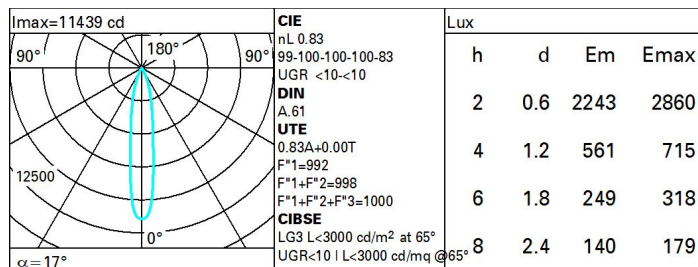 Imax=11439 cd
90°
180°
90°
12500
0°
α=17°
CIE
nL 0.83
99-100-100-100-83
UGR <10-<10
DIN
A.61
UTE
0.83A+0.00T
F"1=992
F"1+F"2=998
F"1+F"2+F"3=1000
CIBSE
LG3 L<3000 cd/m² at 65°
UGR<10 | L<3000 cd/mq @65°
Lux
h d Em Emax
2 0.6 2243 2860
4 1.2 561 715
6 1.8 249 318
8 2.4 140 179